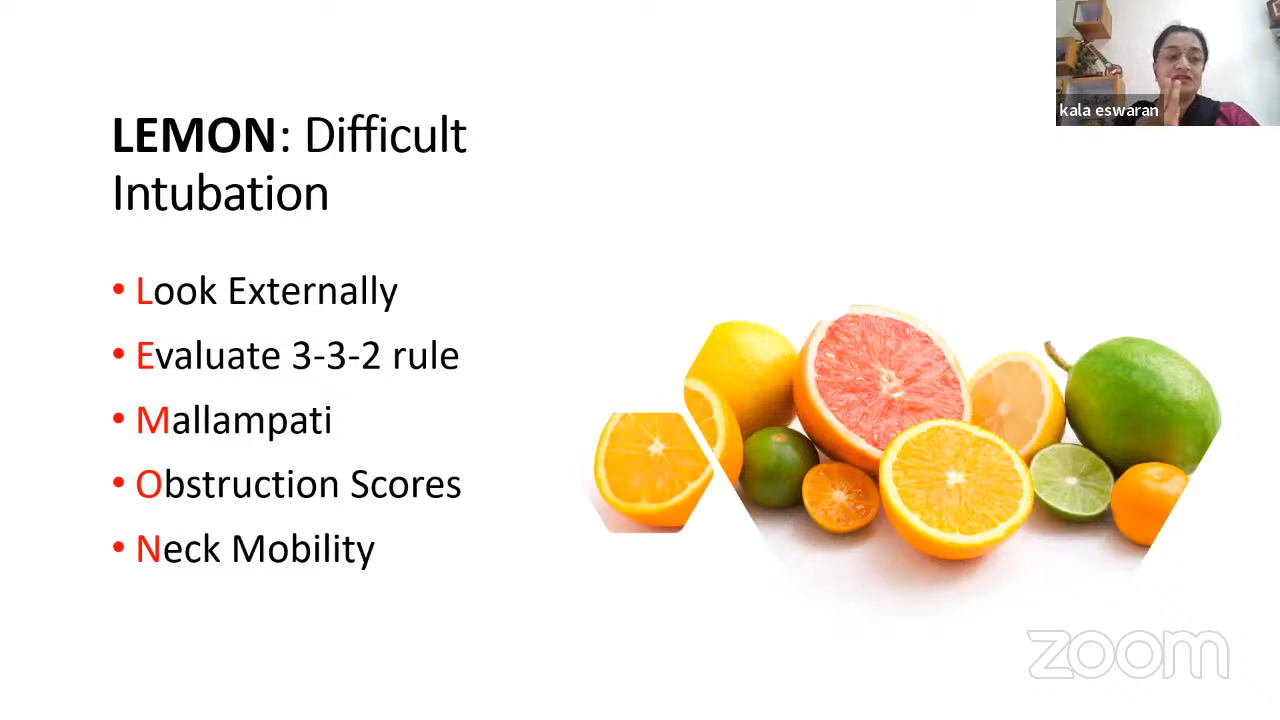 LEMON: Difficult
Intubation
• Look Externally
• Evaluate 3-3-2 rule
• Mallampati
• Obstruction Scores
• Neck Mobility
kala eswaran
zoom